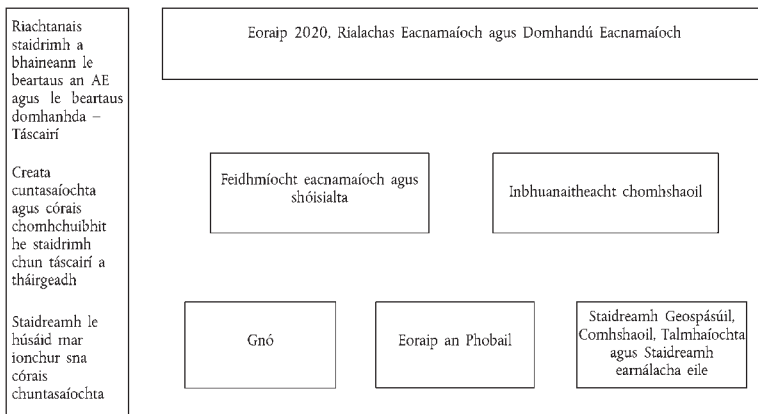 Riachtanais
staidrimh a
bhaineann le
beartaus an AE
agus le beartaus
domhanhda –
Táscairí
Eoraip 2020, Rialachas Eacnamaíoch agus Domhandú Eacnamaíoch
Creata
cuntasaíochta
agus córais
chomhchuibhit
he staidrimh
chun táscairí a
tháirgeadh
Feidhmíocht eacnamaíoch agus
shóisialta
Inbhuanaitheacht chomhshaoil
Staidreamh le
húsáid mar
ionchur sna
córais
chuntasaíochta
Gnó
Eoraip an Phobail
Staidreamh Geospásúil,
Comhshaoil, Talmhaíochta
agus Staidreamh
earnálacha eile